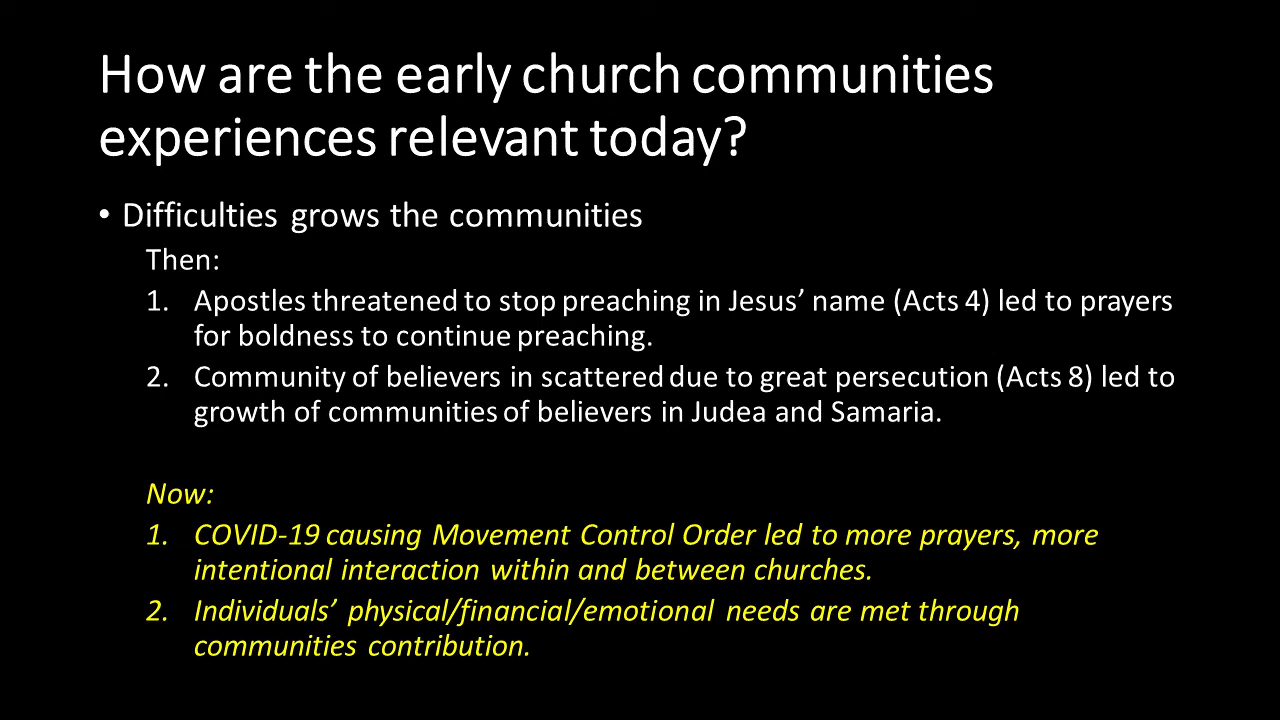 How are the early church communities
experiences relevant today?
• Difficulties grows the communities
Then:
1. Apostles threatened to stop preaching in Jesus’ name (Acts 4) led to prayers
for boldness to continue preaching.
2. Community of believers in scattered due to great persecution (Acts 8) led to
growth of communities of believers in Judea and Samaria.
Now:
1. COVID-19 causing Movement Control Order led to more prayers, more
intentional interaction within and between churches.
2. Individuals’ physical/financial/emotional needs are met through
communities contribution.